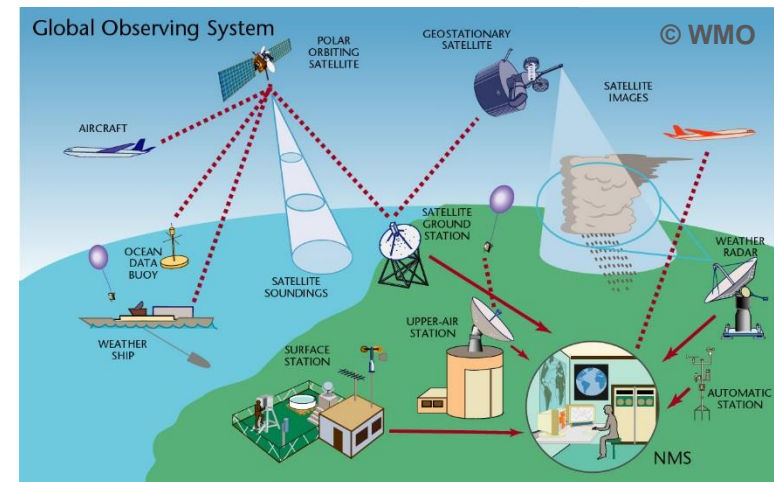 Global Observing System
© WMO
POLAR
ORBITING
SATELLITE
GEOSTATIONARY
SATELLITE
SATELLITE
IMAGES
AIRCRAFT
OCEAN
DATA
BUOY
SATELLITE
SOUNDINGS
SATELLITE
GROUND
STATION
WEATHER
RADAR
WEATHER
SHIP
UPPER-AIR
STATION
SURFACE
STATION
AUTOMATIC
STATION
NMS